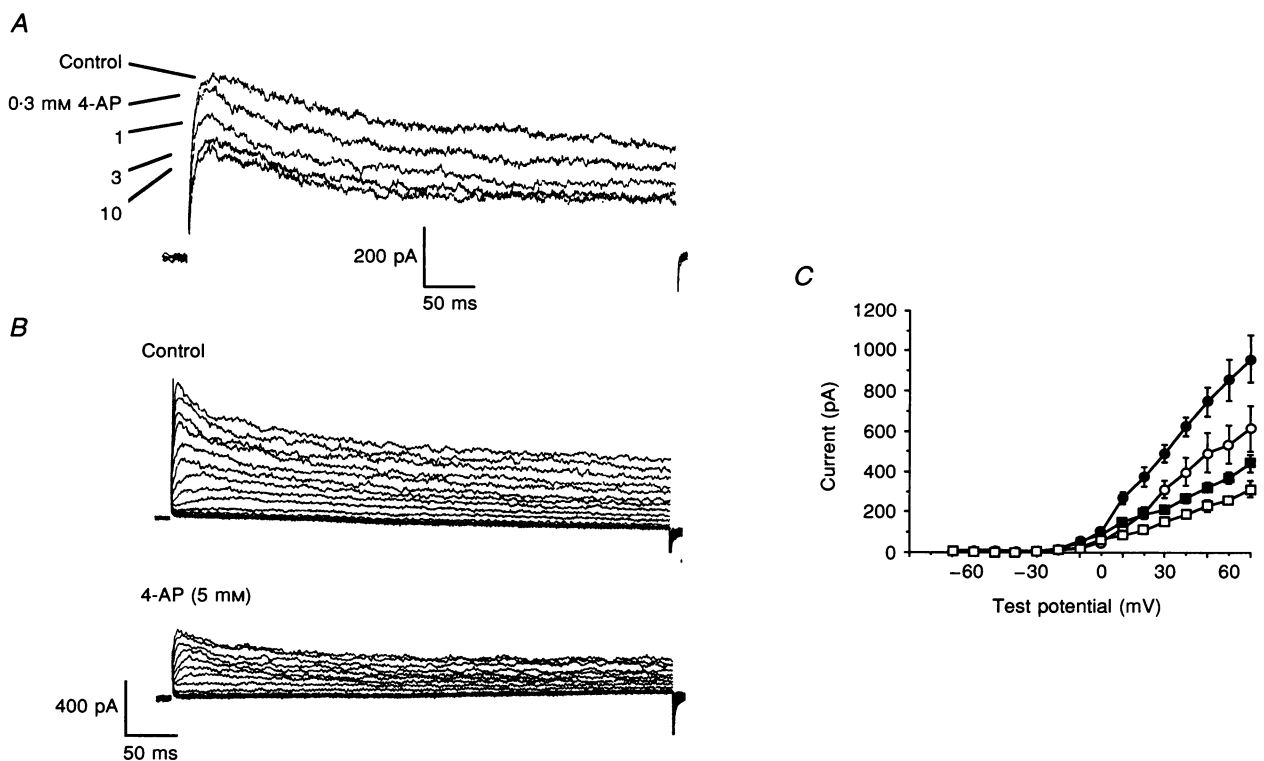 A
Control
0·3 mM 4-AP
1
3
10
200 pA
50 ms
B
Control
4-AP (5 mM)
400 pA
50 ms
C
1200
1000
800
600
400
200
0
Current (pA)
−60 −30 0 30 60
Test potential (mV)